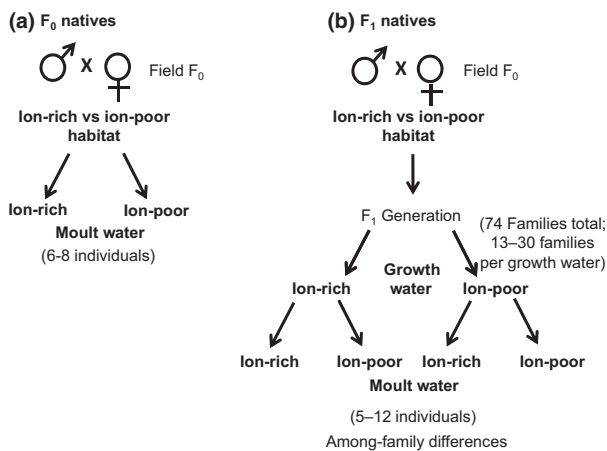 (a) F₀ natives
X
Field F₀
Ion-rich vs ion-poor
habitat
Ion-rich Ion-poor
Moult water
(6-8 individuals)
(b) F₁ natives
X
Field F₀
Ion-rich vs ion-poor
habitat
F₁ Generation
(74 Families total;
13–30 families
per growth water)
Growth
water
Ion-rich Ion-poor
Ion-rich Ion-poor Ion-rich Ion-poor
Moult water
(5–12 individuals)
Among-family differences